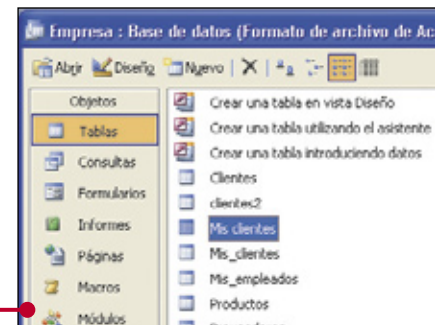 Empresa : Base de datos (Formato de archivo de Ac
Abrir Diseño Nuevo
Objetos
Tablas
Consultas
Formularios
Informes
Páginas
Macros
Módulos
Crear una tabla en vista Diseño
Crear una tabla utilizando el asistente
Crear una tabla introduciendo datos
Clientes
clientes2
Mis clientes
Mis_clientes
Mis_empleados
Productos